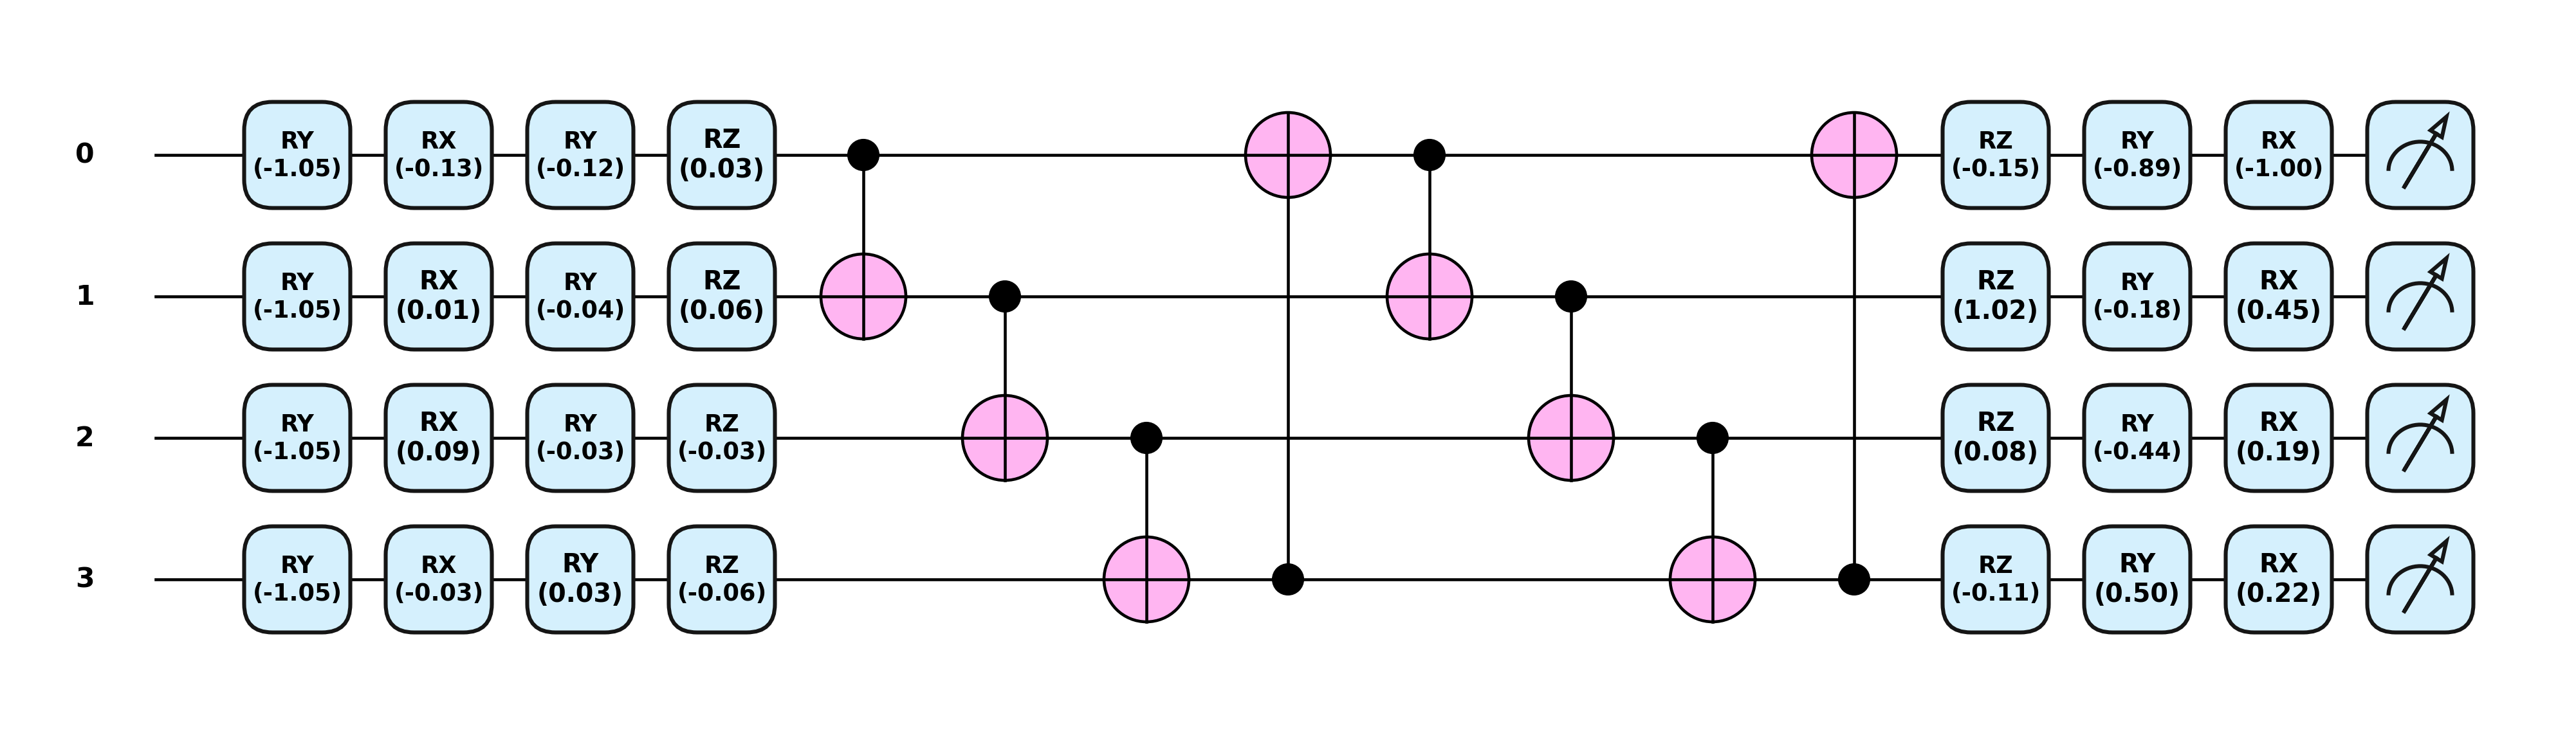 0 RY RX RY RZ RZ RY RX
(-1.05) (-0.13) (-0.12) (0.03) (-0.15) (-0.89) (-1.00)
1 RY RX RY RZ RZ RY RX
(-1.05) (0.01) (-0.04) (0.06) (1.02) (-0.18) (0.45)
2 RY RX RY RZ RZ RY RX
(-1.05) (0.09) (-0.03) (-0.03) (0.08) (-0.44) (0.19)
3 RY RX RY RZ RZ RY RX
(-1.05) (-0.03) (0.03) (-0.06) (-0.11) (0.50) (0.22)